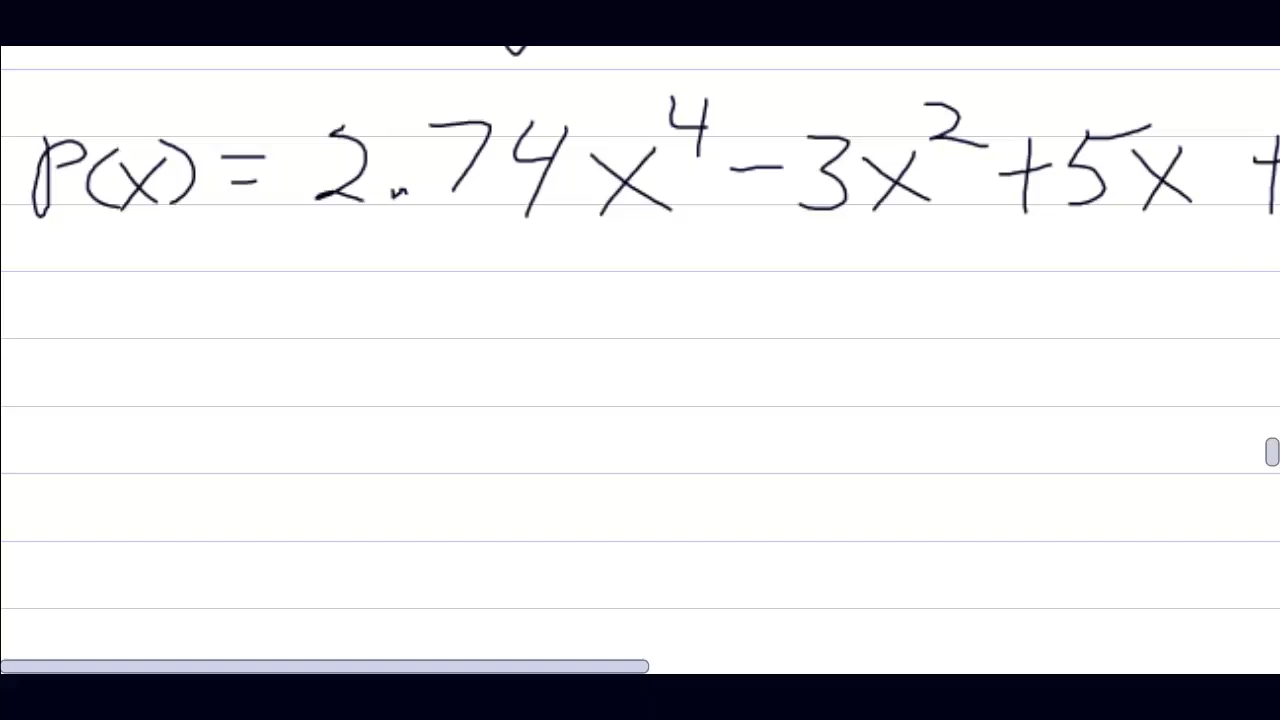 P(x) = 2.74x⁴ - 3x² + 5x +